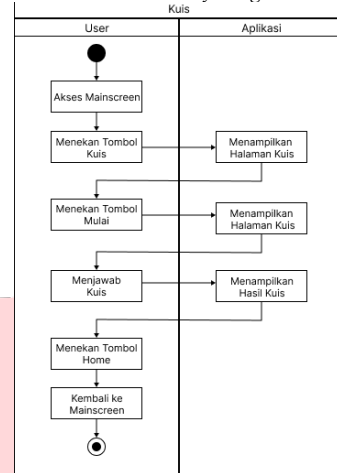 Kuis
User
Aplikasi
Akses Mainscreen
Menekan Tombol
Kuis
Menampilkan
Halaman Kuis
Menekan Tombol
Mulai
Menampilkan
Halaman Kuis
Menjawab
Kuis
Menampilkan
Hasil Kuis
Menekan Tombol
Home
Kembali ke
Mainscreen